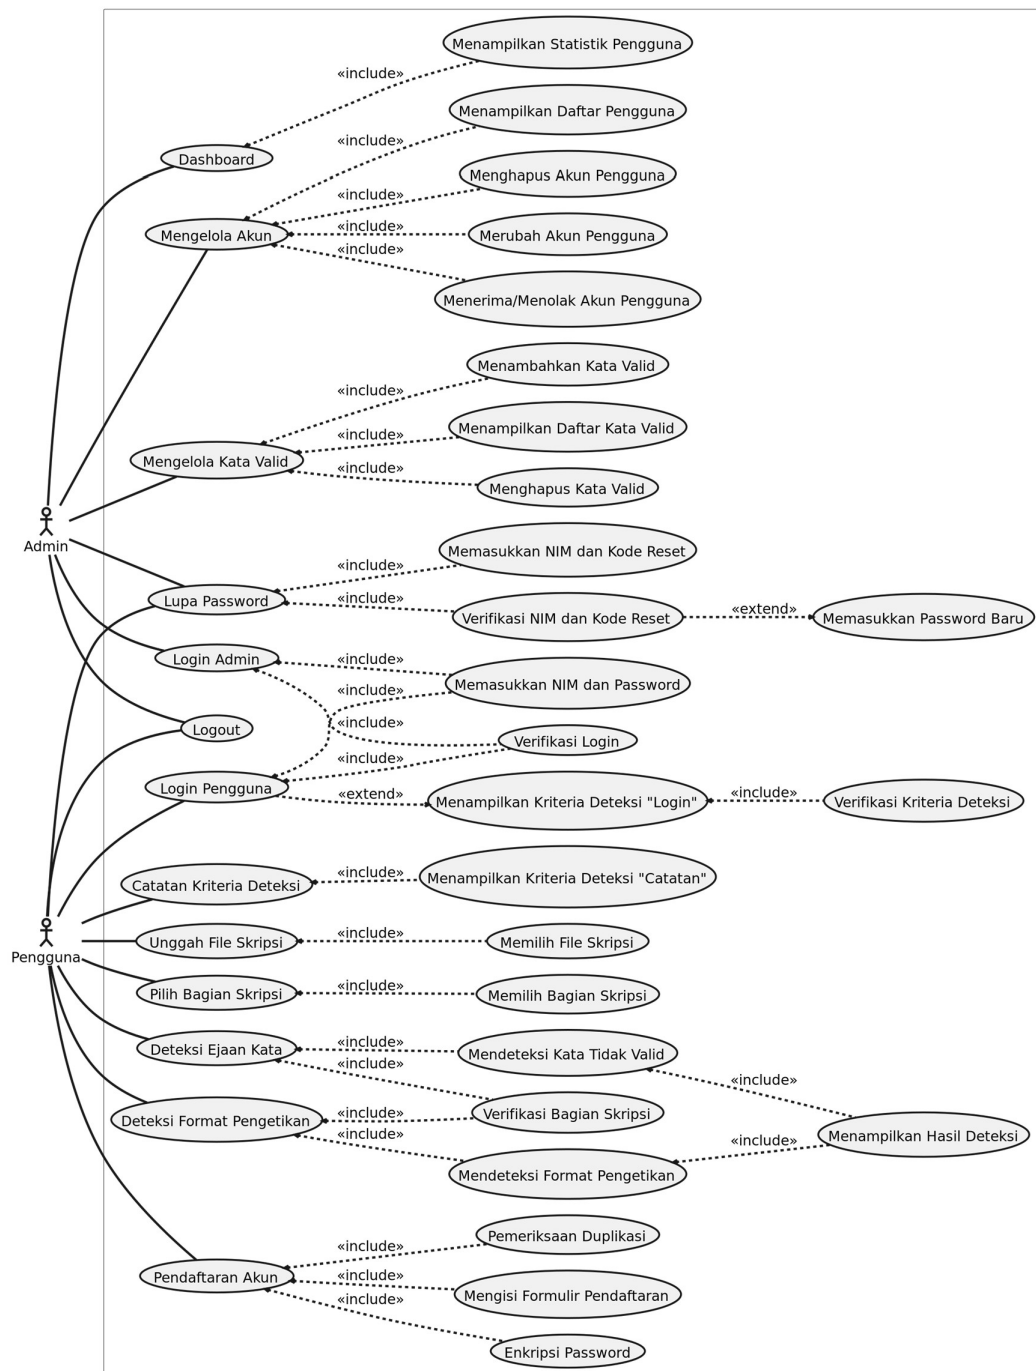 Menampilkan Statistik Pengguna
«include»
Menampilkan Daftar Pengguna
«include»
Dashboard
Menghapus Akun Pengguna
«include»
«include»
Mengelola Akun
Merubah Akun Pengguna
«include»
Menerima/Menolak Akun Pengguna
Menambahkan Kata Valid
«include»
Menampilkan Daftar Kata Valid
«include»
Mengelola Kata Valid
«include»
Menghapus Kata Valid
Admin
Memasukkan NIM dan Kode Reset
«include»
Lupa Password
«include»
Verifikasi NIM dan Kode Reset
«extend»
Memasukkan Password Baru
Login Admin
«include»
Memasukkan NIM dan Password
«include»
«include»
Logout
Verifikasi Login
«include»
Login Pengguna
«extend»
Menampilkan Kriteria Deteksi "Login"
«include»
Verifikasi Kriteria Deteksi
Catatan Kriteria Deteksi
«include»
Menampilkan Kriteria Deteksi "Catatan"
Pengguna
Unggah File Skripsi
«include»
Memilih File Skripsi
Pilih Bagian Skripsi
«include»
Memilih Bagian Skripsi
Deteksi Ejaan Kata
«include»
Mendeteksi Kata Tidak Valid
«include»
«include»
Verifikasi Bagian Skripsi
Deteksi Format Pengetikan
«include»
«include»
Mendeteksi Format Pengetikan
«include»
Menampilkan Hasil Deteksi
Pemeriksaan Duplikasi
«include»
Pendaftaran Akun
«include»
Mengisi Formulir Pendaftaran
«include»
Enkripsi Password